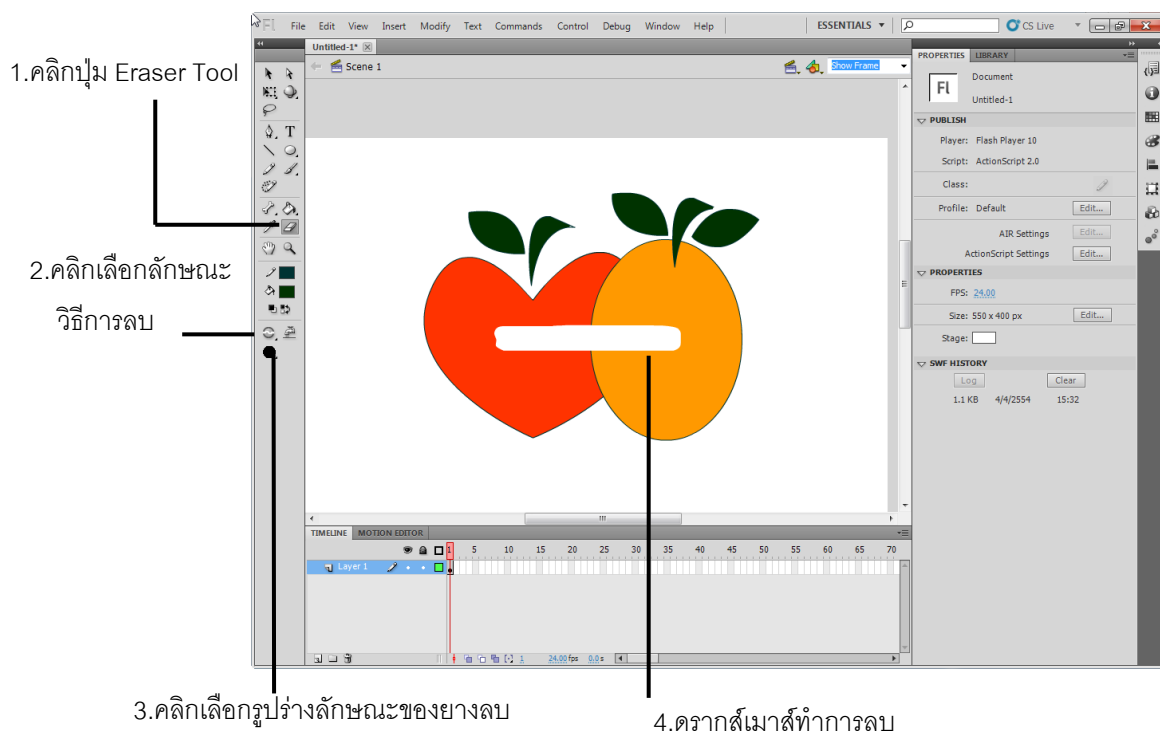 Fl File Edit View Insert Modify Text Commands Control Debug Window Help ESSENTIALS CS Live
Untitled-1*
Scene 1
Show Frame
1.คลิกปุ่ม Eraser Tool
2.คลิกเลือกลักษณะ
วิธีการลบ
T
PROPERTIES LIBRARY
Fl
Document
Untitled-1
PUBLISH
Player: Flash Player 10
Script: ActionScript 2.0
Class:
Profile: Default Edit...
AIR Settings Edit...
ActionScript Settings Edit...
PROPERTIES
FPS: 24.00
Size: 550 x 400 px Edit...
Stage:
SWF HISTORY
Log Clear
1.1 KB 4/4/2554 15:32
TIMELINE MOTION EDITOR
1 5 10 15 20 25 30 35 40 45 50 55 60 65 70
Layer 1
1 24.00 fps 0.0 s
3.คลิกเลือกรูปร่างลักษณะของยางลบ
4.ดรากส์เมาส์ทำการลบ